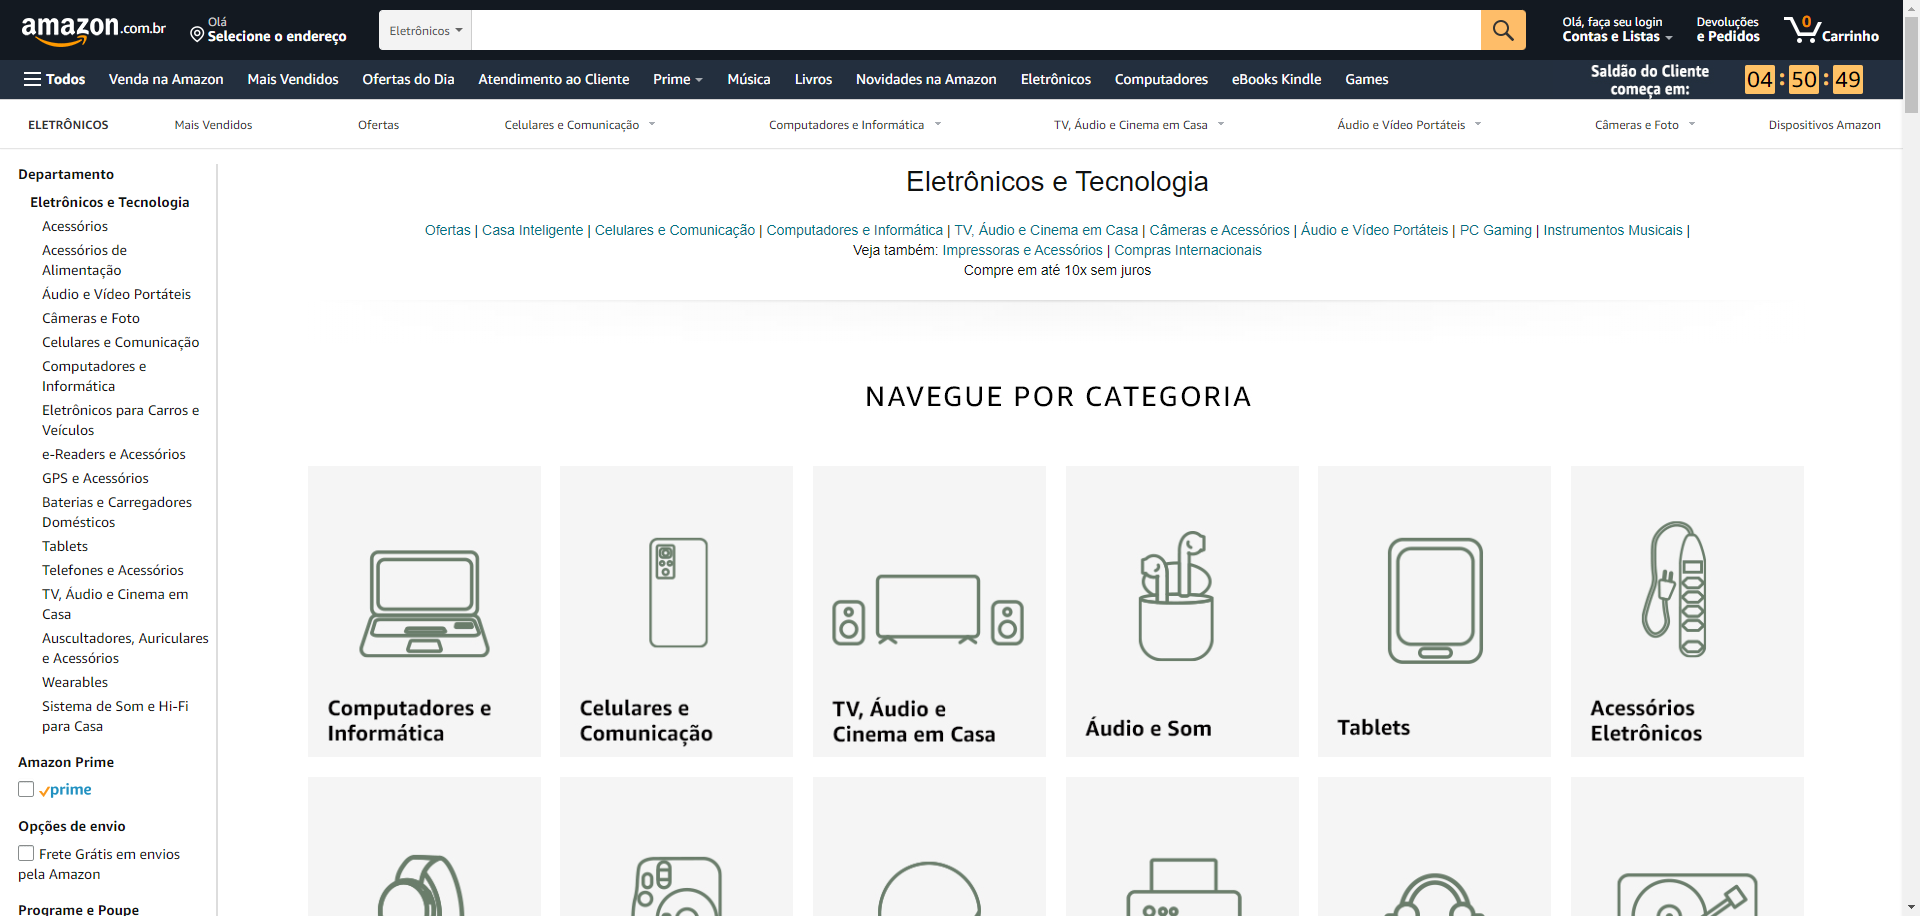 amazon.com.br
Olá
Selecione o endereço
Eletrônicos
Olá, faça seu login
Contas e Listas
Devoluções
e Pedidos
0
Carrinho
Todos
Venda na Amazon
Mais Vendidos
Ofertas do Dia
Atendimento ao Cliente
Prime
Música
Livros
Novidades na Amazon
Eletrônicos
Computadores
eBooks Kindle
Games
Saldão do Cliente
começa em:
04 : 50 : 49
ELETRÔNICOS
Mais Vendidos
Ofertas
Celulares e Comunicação
Computadores e Informática
TV, Áudio e Cinema em Casa
Áudio e Vídeo Portáteis
Câmeras e Foto
Dispositivos Amazon
Departamento
Eletrônicos e Tecnologia
Acessórios
Acessórios de
Alimentação
Áudio e Vídeo Portáteis
Câmeras e Foto
Celulares e Comunicação
Computadores e
Informática
Eletrônicos para Carros e
Veículos
e-Readers e Acessórios
GPS e Acessórios
Baterias e Carregadores
Domésticos
Tablets
Telefones e Acessórios
TV, Áudio e Cinema em
Casa
Auscultadores, Auriculares
e Acessórios
Wearables
Sistema de Som e Hi-Fi
para Casa
Amazon Prime
prime
Opções de envio
Frete Grátis em envios
pela Amazon
Programe e Poupe
Eletrônicos e Tecnologia
Ofertas | Casa Inteligente | Celulares e Comunicação | Computadores e Informática | TV, Áudio e Cinema em Casa | Câmeras e Acessórios | Áudio e Vídeo Portáteis | PC Gaming | Instrumentos Musicais |
Veja também: Impressoras e Acessórios | Compras Internacionais
Compre em até 10x sem juros
NAVEGUE POR CATEGORIA
Computadores e
Informática
Celulares e
Comunicação
TV, Áudio e
Cinema em Casa
Áudio e Som
Tablets
Acessórios
Eletrônicos